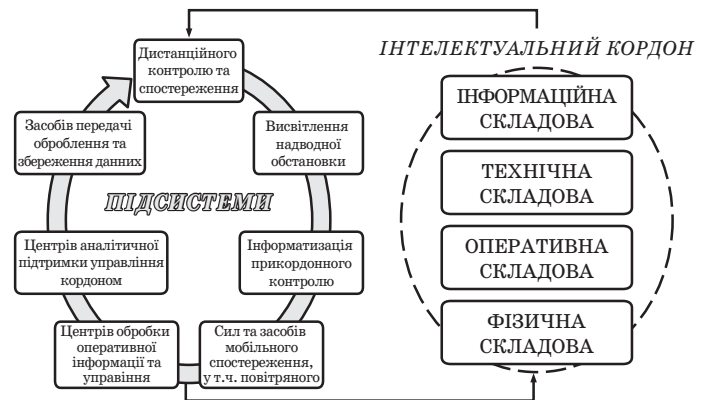 Дистанційного
контролю та
спостереження
Висвітлення
надводної
обстановки
Інформатизація
прикордонного
контролю
Сил та засобів
мобільного
спостереження,
у т.ч. повітряного
Центрів обробки
оперативної
інформації та
управіння
Центрів аналітичної
підтримки управління
кордоном
Засобів передачі
оброблення та
збереження данних
ПІДСИСТЕМИ
ІНТЕЛЕКТУАЛЬНИЙ КОРДОН
ІНФОРМАЦІЙНА
СКЛАДОВА
ТЕХНІЧНА
СКЛАДОВА
ОПЕРАТИВНА
СКЛАДОВА
ФІЗИЧНА
СКЛАДОВА